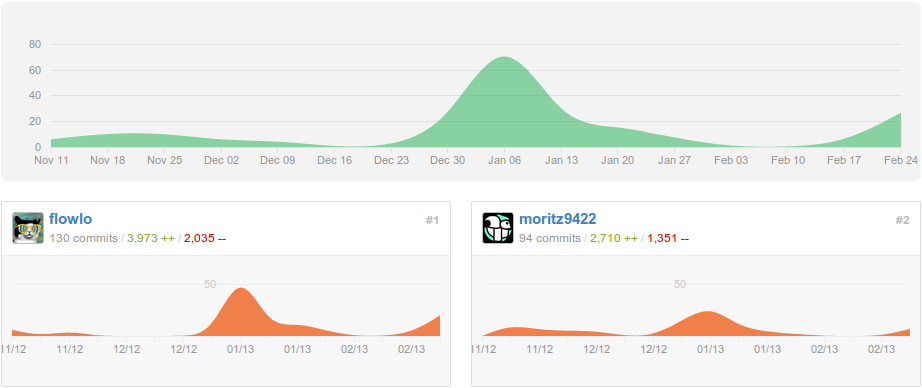 80
60
40
20
0
Nov 11 Nov 18 Nov 25 Dec 02 Dec 09 Dec 16 Dec 23 Dec 30 Jan 06 Jan 13 Jan 20 Jan 27 Feb 03 Feb 10 Feb 17 Feb 24
flowlo #1
130 commits / 3,973 ++ / 2,035 --
50
11/12 11/12 12/12 12/12 01/13 01/13 02/13 02/13
moritz9422 #2
94 commits / 2,710 ++ / 1,351 --
50
11/12 11/12 12/12 12/12 01/13 01/13 02/13 02/13